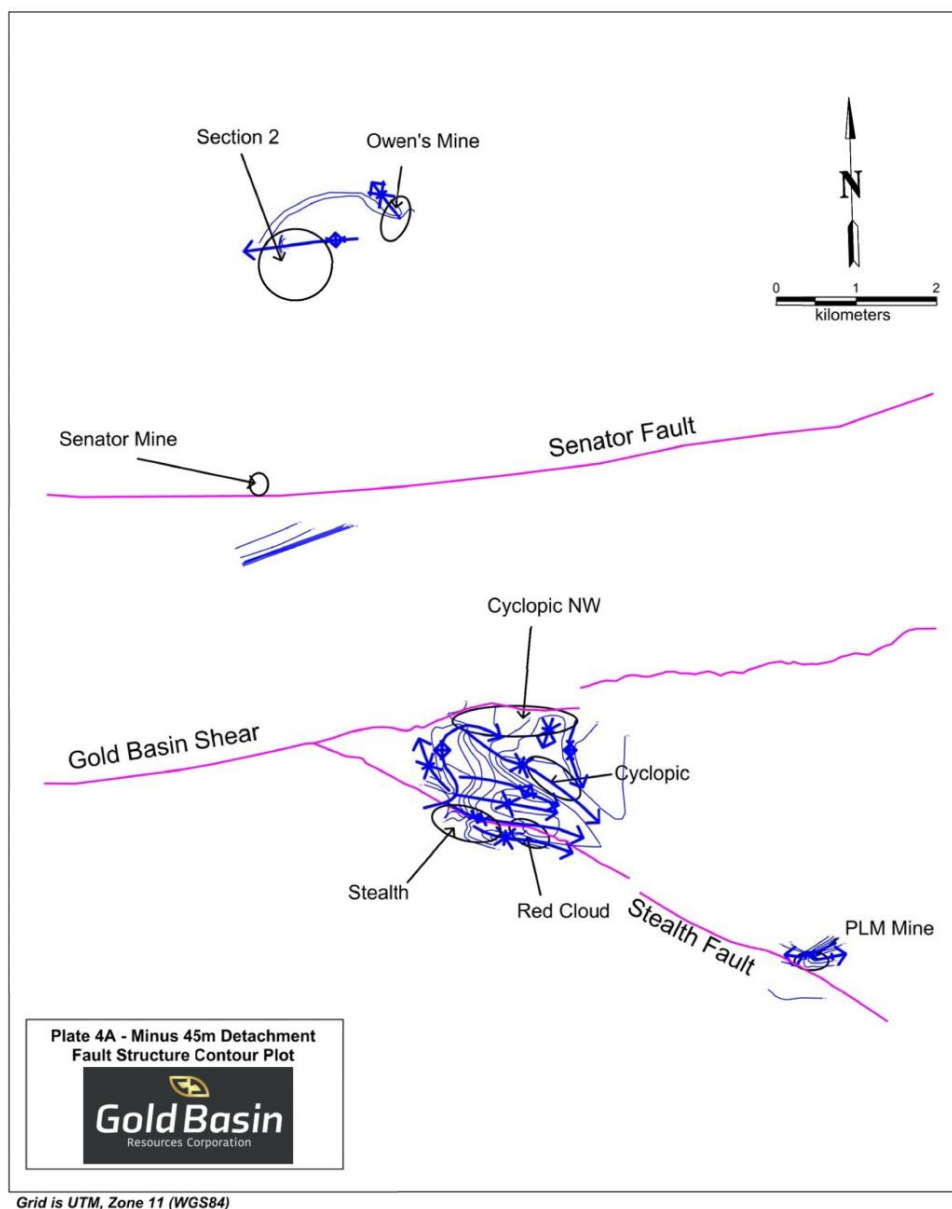 Section 2
Owen's Mine
N
0 1 2
kilometers
Senator Mine
Senator Fault
Cyclopic NW
Gold Basin Shear
Cyclopic
Stealth
Red Cloud
Stealth Fault
PLM Mine
Plate 4A - Minus 45m Detachment
Fault Structure Contour Plot
Gold Basin
Resources Corporation
Grid is UTM, Zone 11 (WGS84)